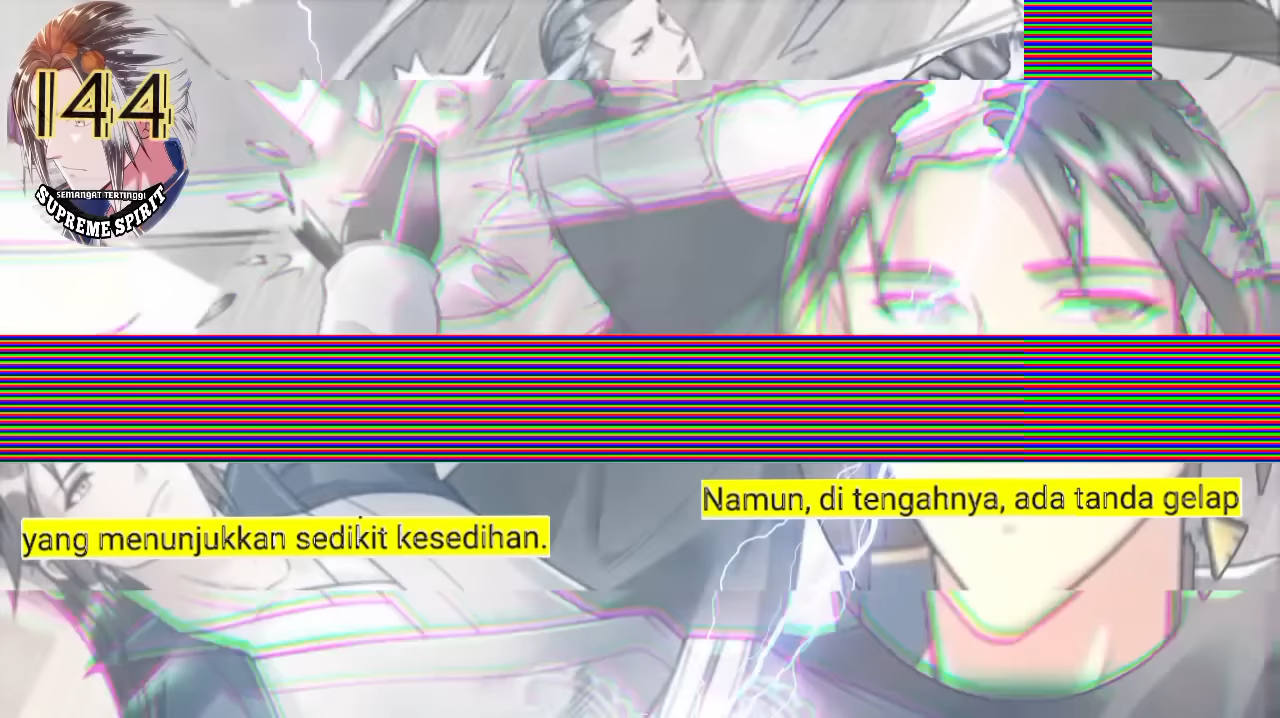 144
SEMANGAT TERTINGGI
SUPREME SPIRIT
Namun, di tengahnya, ada tanda gelap
yang menunjukkan sedikit kesedihan.